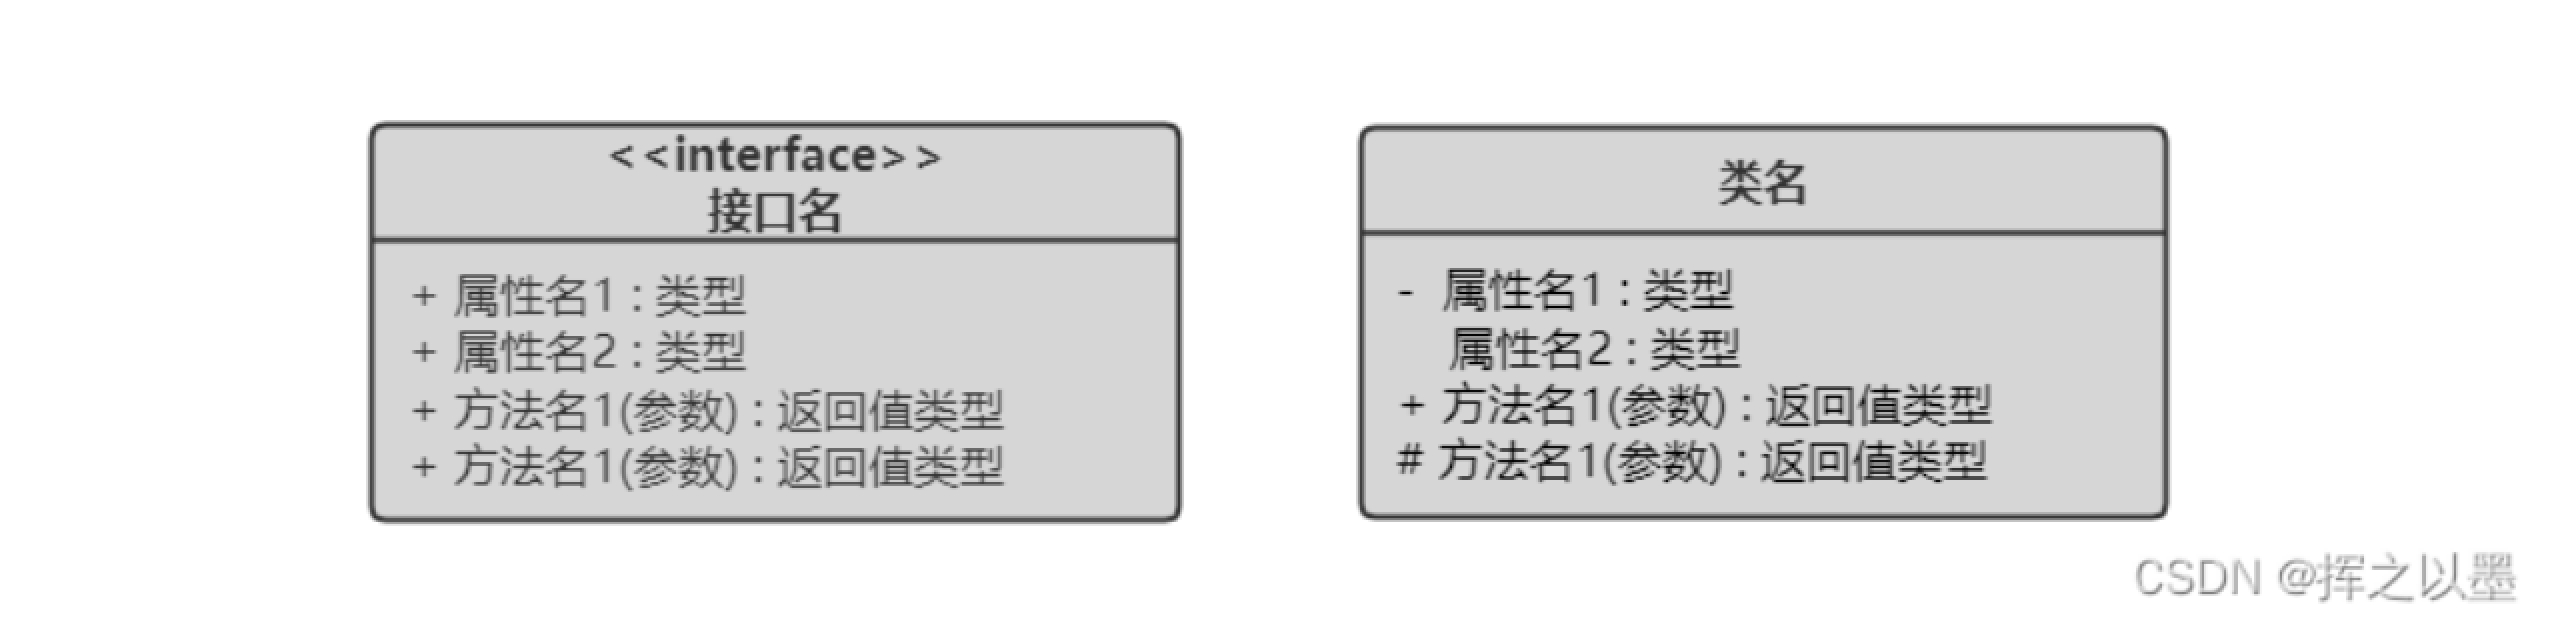 <<interface>>
接口名
+ 属性名1 : 类型
+ 属性名2 : 类型
+ 方法名1(参数) : 返回值类型
+ 方法名1(参数) : 返回值类型
类名
- 属性名1 : 类型
属性名2 : 类型
+ 方法名1(参数) : 返回值类型
# 方法名1(参数) : 返回值类型
CSDN @挥之以墨